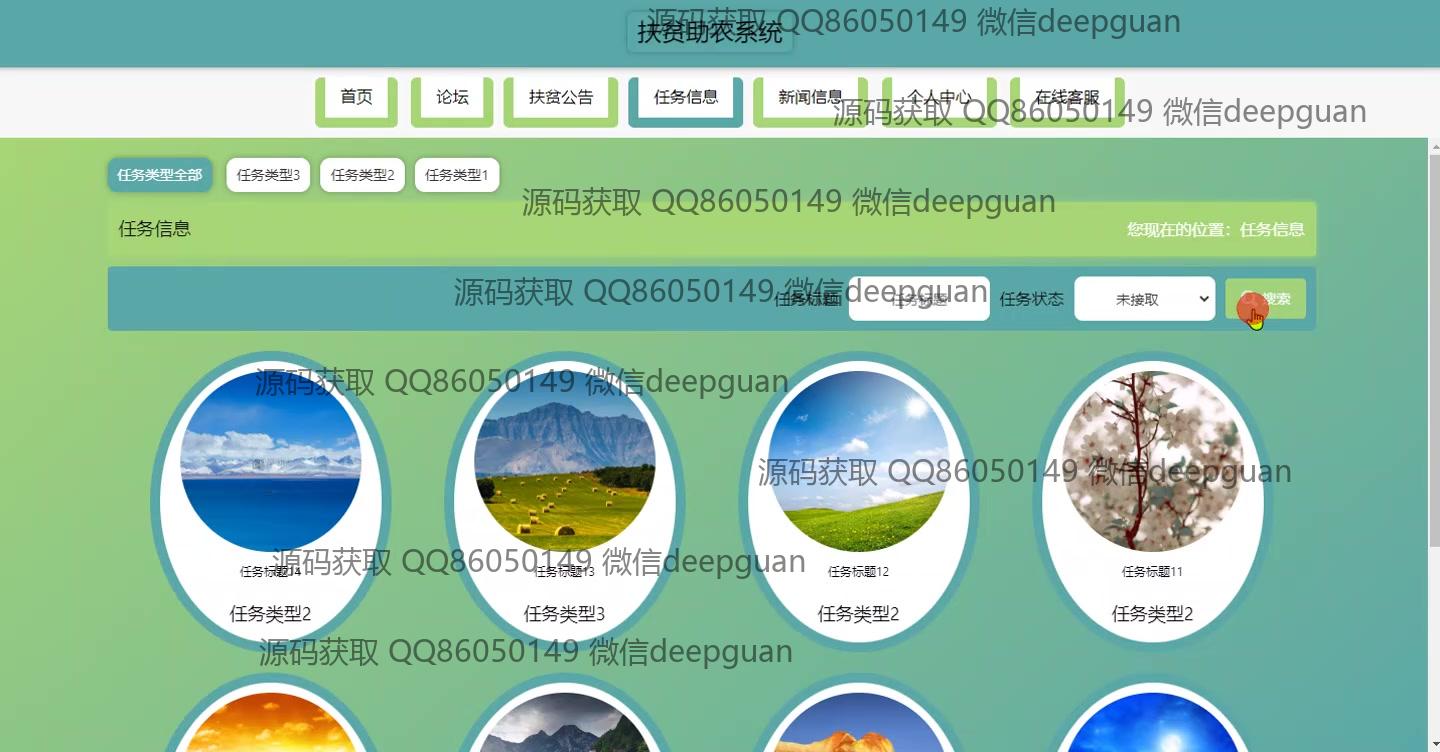 源码获取 QQ86050149 微信deepguan
扶贫助农系统
首页 论坛 扶贫公告 任务信息 新闻信息 个人中心 在线客服
源码获取 QQ86050149 微信deepguan
任务类型全部 任务类型3 任务类型2 任务类型1
源码获取 QQ86050149 微信deepguan
任务信息 您现在的位置：任务信息
源码获取 QQ86050149 微信deepguan
任务标题 任务标题 任务状态 未接取 搜索
源码获取 QQ86050149 微信deepguan
源码获取 QQ86050149 微信deepguan
源码获取 QQ86050149 微信deepguan
任务标题14 任务标题13 任务标题12 任务标题11
任务类型2 任务类型3 任务类型2 任务类型2
源码获取 QQ86050149 微信deepguan